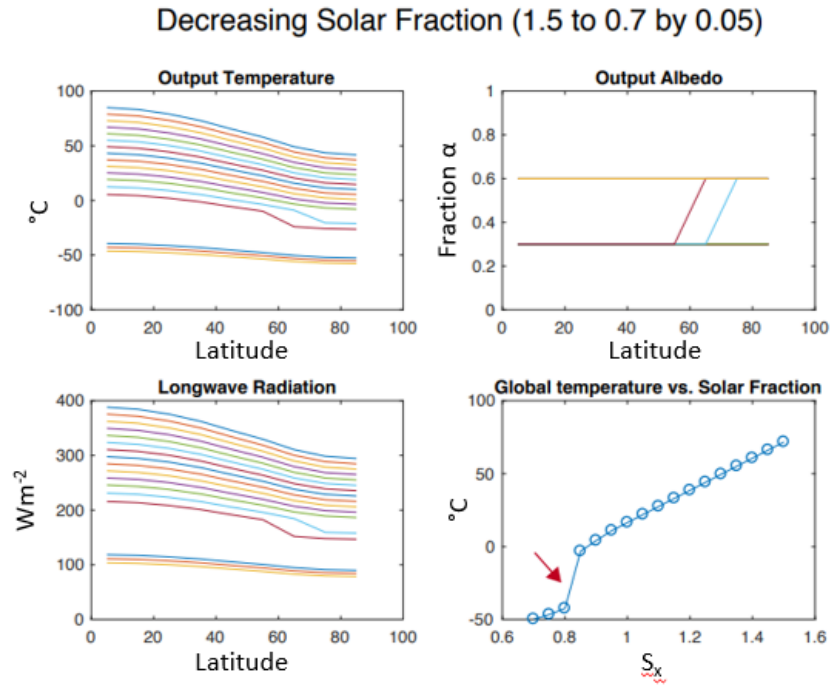 Decreasing Solar Fraction (1.5 to 0.7 by 0.05)
Output Temperature
100
50
0
-50
-100
°C
0 20 40 60 80 100
Latitude
Output Albedo
1
0.8
0.6
0.4
0.2
0
Fraction α
0 20 40 60 80 100
Latitude
Longwave Radiation
400
300
200
100
0
Wm-2
0 20 40 60 80 100
Latitude
Global temperature vs. Solar Fraction
100
50
0
-50
°C
0.6 0.8 1 1.2 1.4 1.6
Sx